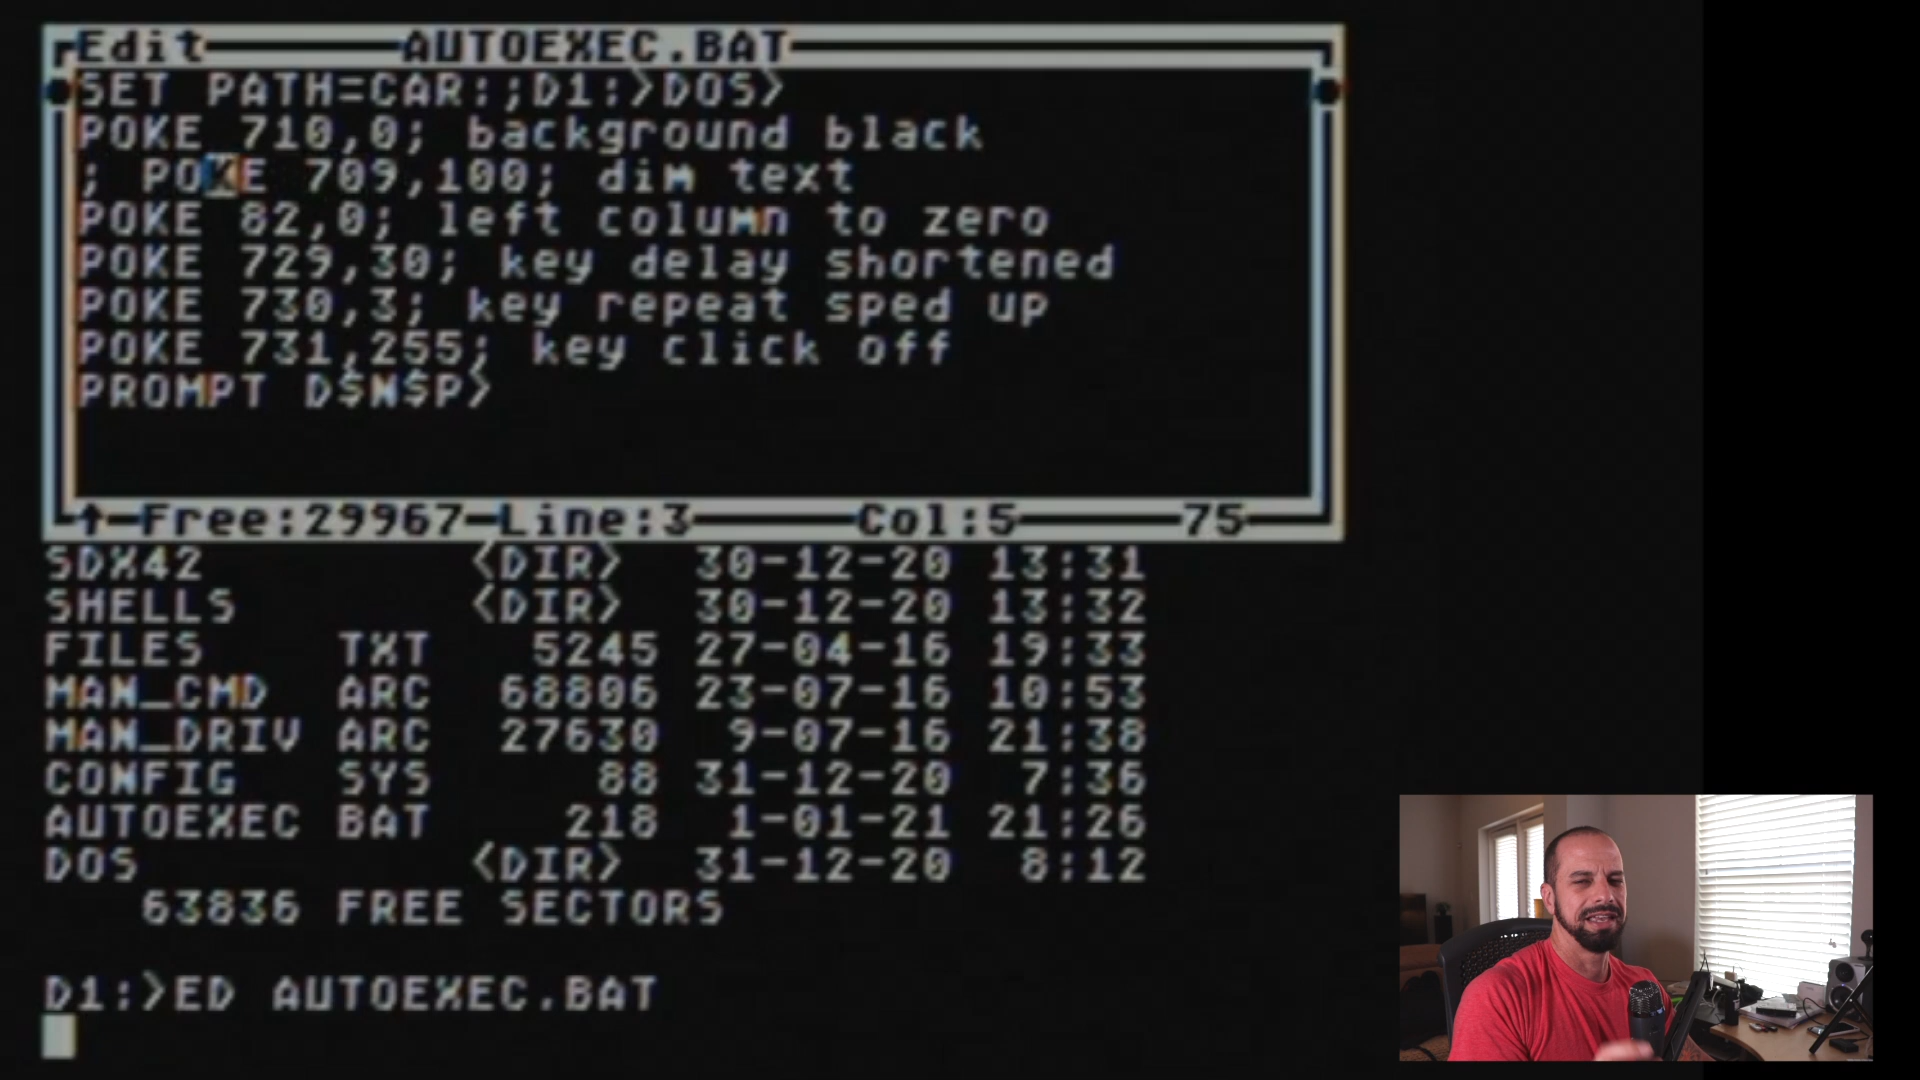 Edit AUTOEXEC.BAT
SET PATH=CAR:;D1:>DOS>
POKE 710,0; background black
; POKE 709,100; dim text
POKE 82,0; left column to zero
POKE 729,30; key delay shortened
POKE 730,3; key repeat sped up
POKE 731,255; key click off
PROMPT D$N$P>
↑ Free:29967 Line:3 Col:5 75
SDX42 <DIR> 30-12-20 13:31
SHELLS <DIR> 30-12-20 13:32
FILES TXT 5245 27-04-16 19:33
MAN_CMD ARC 68806 23-07-16 10:53
MAN_DRIV ARC 27630 9-07-16 21:38
CONFIG SYS 88 31-12-20 7:36
AUTOEXEC BAT 218 1-01-21 21:26
DOS <DIR> 31-12-20 8:12
63836 FREE SECTORS
D1:>ED AUTOEXEC.BAT